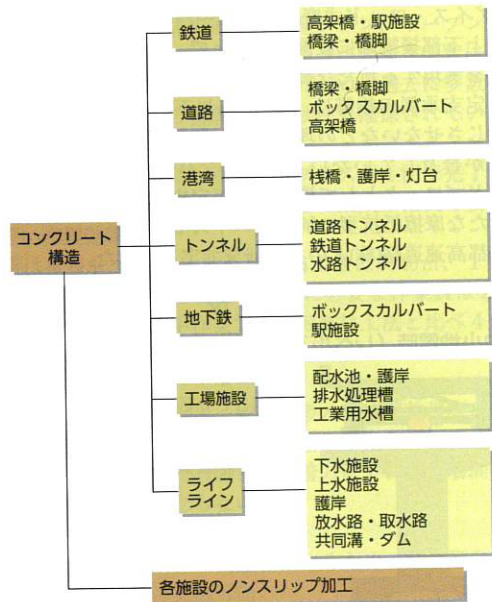 鉄道
高架橋・駅施設
橋梁・橋脚
道路
橋梁・橋脚
ボックスカルバート
高架橋
港湾
桟橋・護岸・灯台
コンクリート
構造
トンネル
道路トンネル
鉄道トンネル
水路トンネル
地下鉄
ボックスカルバート
駅施設
工場施設
配水池・護岸
排水処理槽
工業用水槽
ライフ
ライン
下水施設
上水施設
護岸
放水路・取水路
共同溝・ダム
各施設のノンスリップ加工